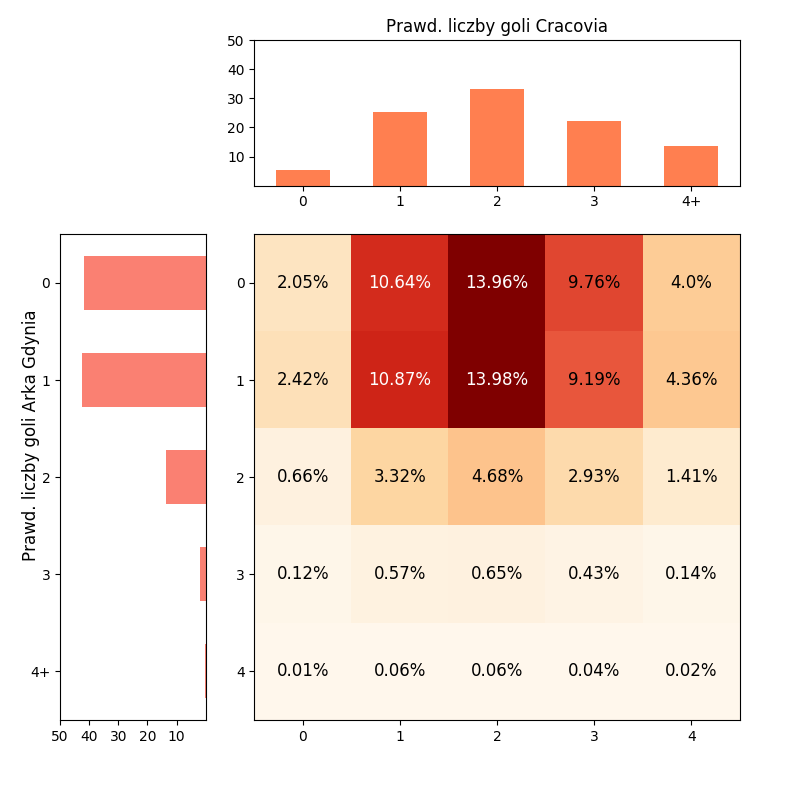 Prawd. liczby goli Cracovia
50
40
30
20
10
0 1 2 3 4+
Prawd. liczby goli Arka Gdynia
0
1
2
3
4+
50 40 30 20 10
0 2.05% 10.64% 13.96% 9.76% 4.0%
1 2.42% 10.87% 13.98% 9.19% 4.36%
2 0.66% 3.32% 4.68% 2.93% 1.41%
3 0.12% 0.57% 0.65% 0.43% 0.14%
4 0.01% 0.06% 0.06% 0.04% 0.02%
0 1 2 3 4